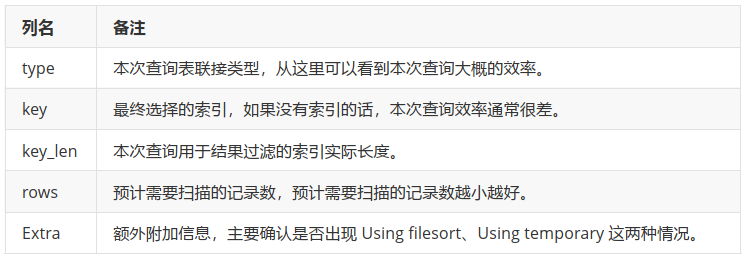 列名 备注
type 本次查询表联接类型，从这里可以看到本次查询大概的效率。
key 最终选择的索引，如果没有索引的话，本次查询效率通常很差。
key_len 本次查询用于结果过滤的索引实际长度。
rows 预计需要扫描的记录数，预计需要扫描的记录数越小越好。
Extra 额外附加信息，主要确认是否出现 Using filesort、Using temporary 这两种情况。